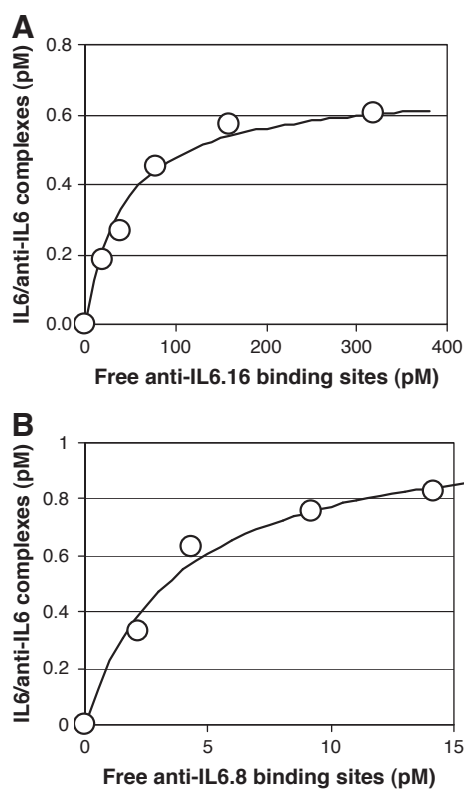 A
IL6/anti-IL6 complexes (pM)
0.8
0.6
0.4
0.2
0.0
0 100 200 300 400
Free anti-IL6.16 binding sites (pM)
B
IL6/anti-IL6 complexes (pM)
1
0.8
0.6
0.4
0.2
0
0 5 10 15
Free anti-IL6.8 binding sites (pM)